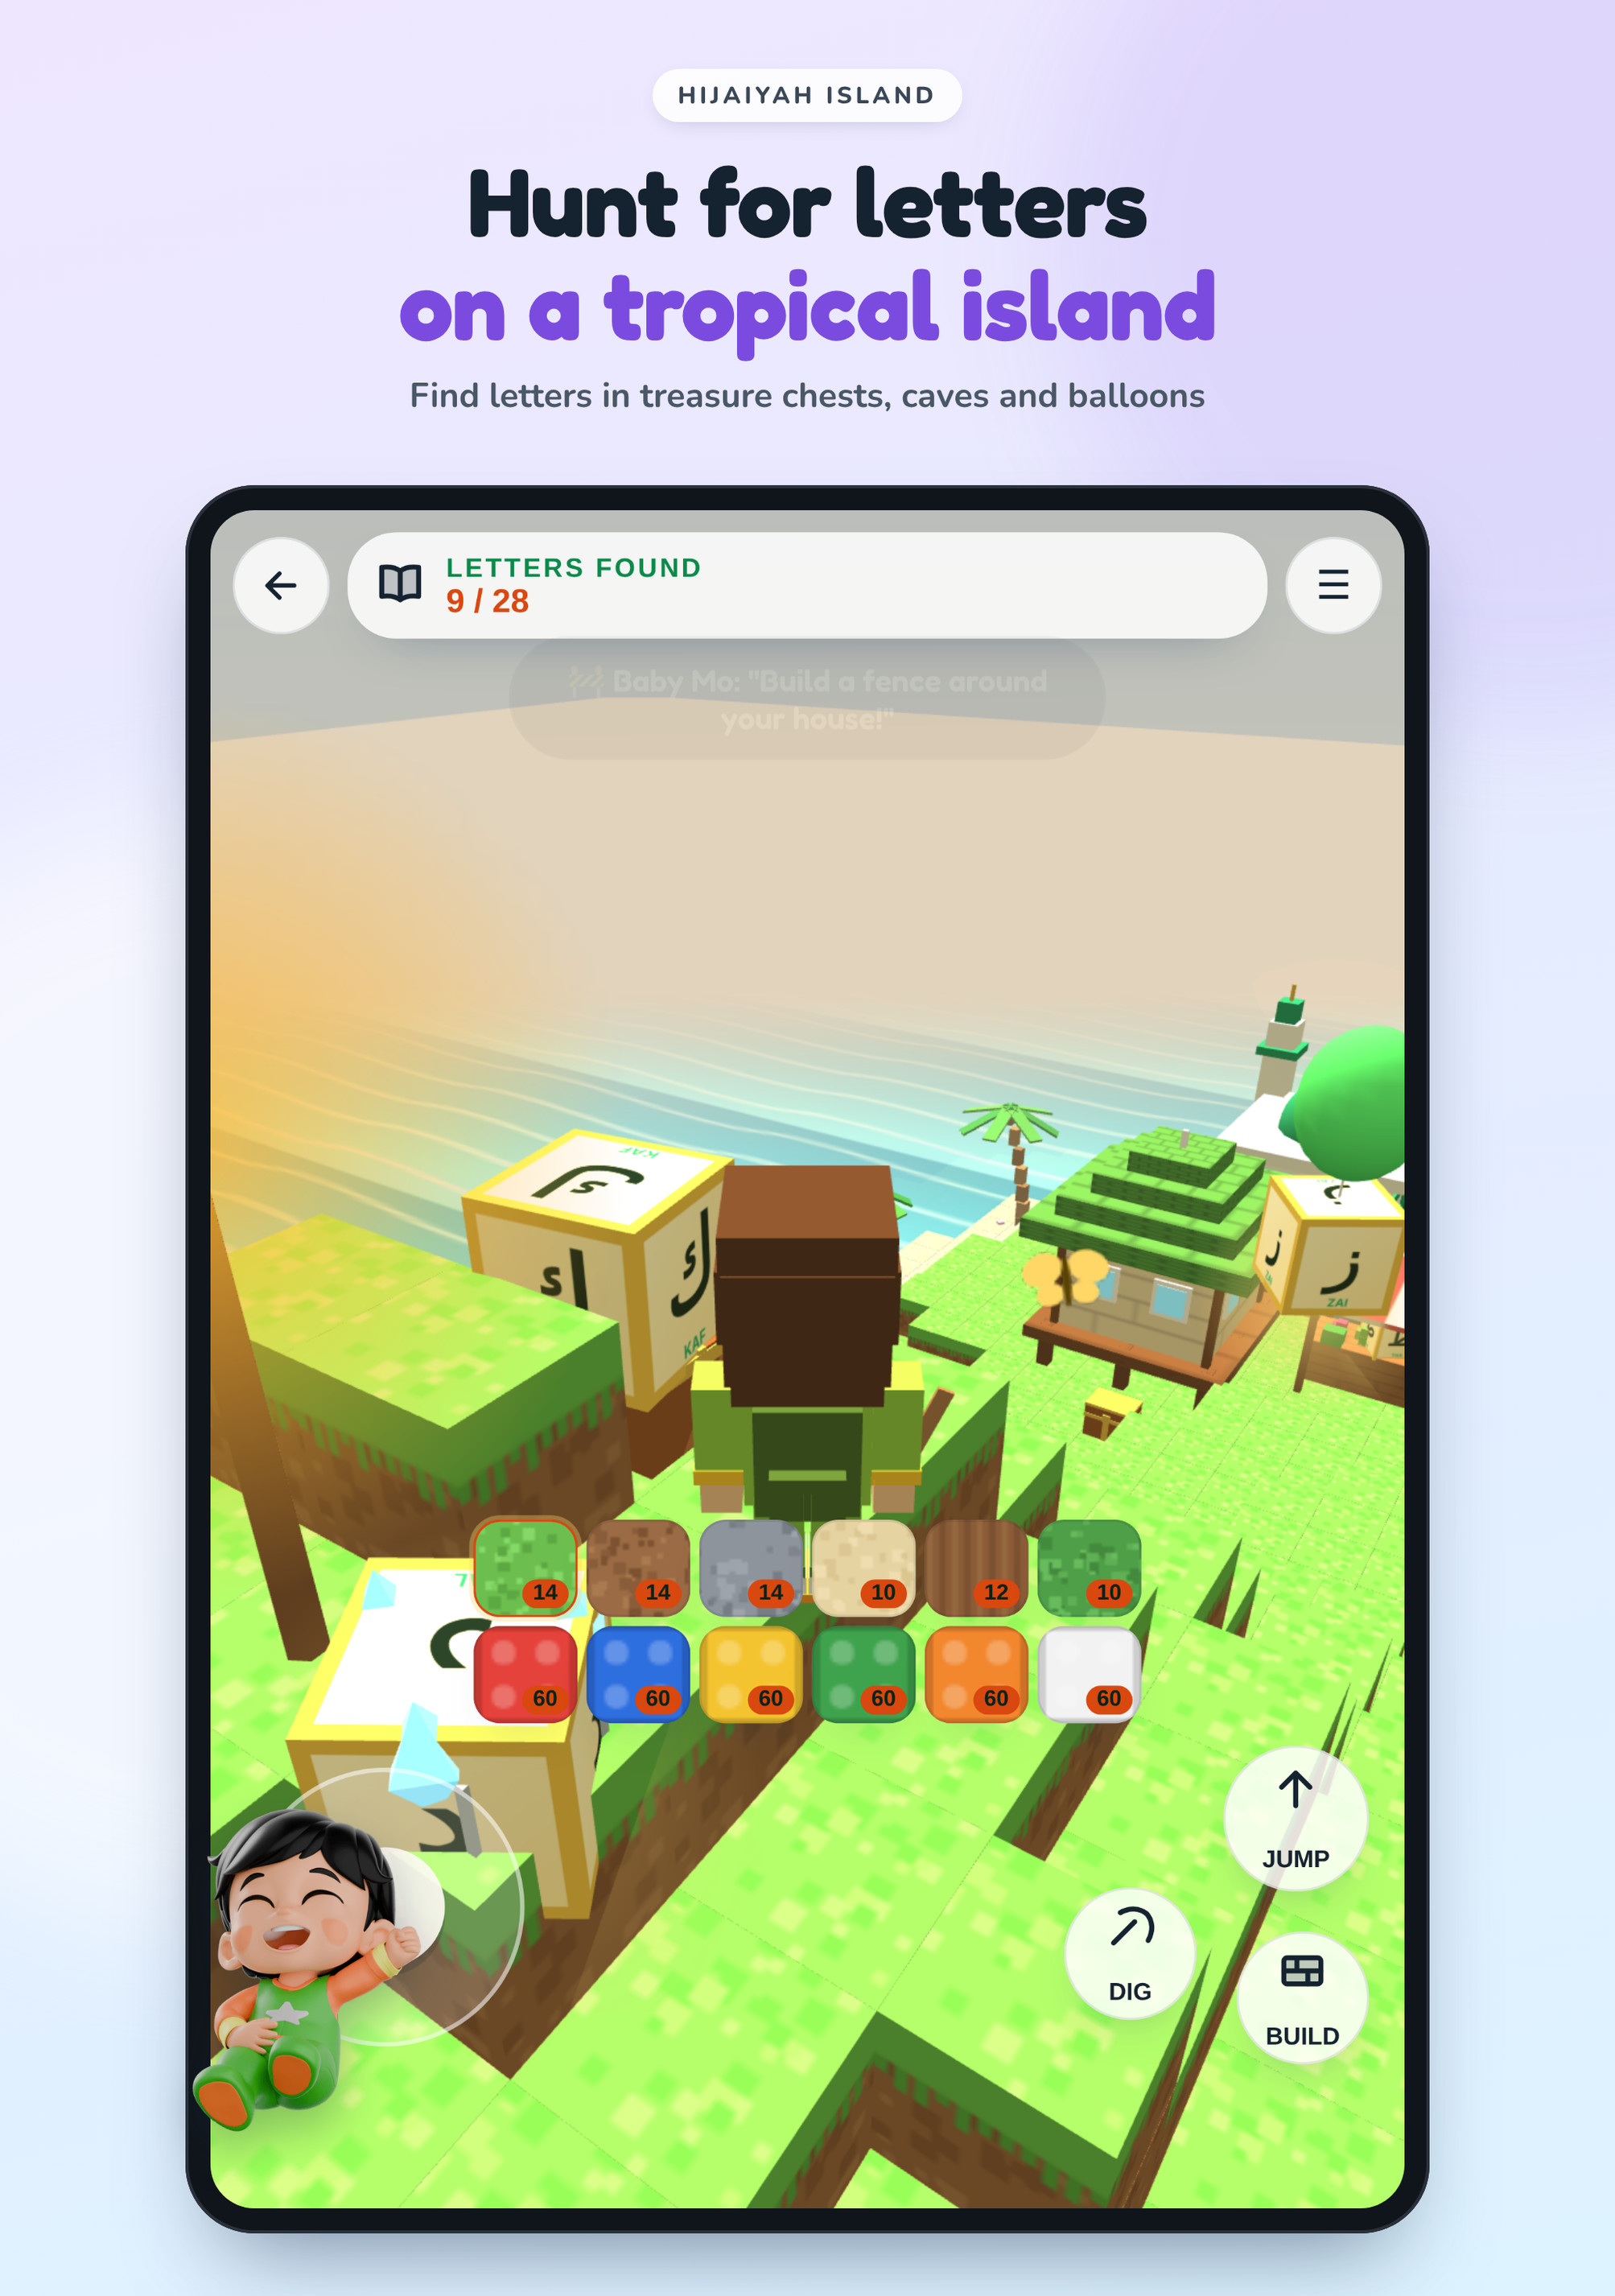 HIJAIYAH ISLAND
Hunt for letters
on a tropical island
Find letters in treasure chests, caves and balloons
LETTERS FOUND
9 / 28
🚧 Baby Mo: "Build a fence around
your house!"
KAF
ك
ك
ك
KAF
ز
ز
ز
ZAI
14
14
14
10
12
10
60
60
60
60
60
60
JUMP
DIG
BUILD